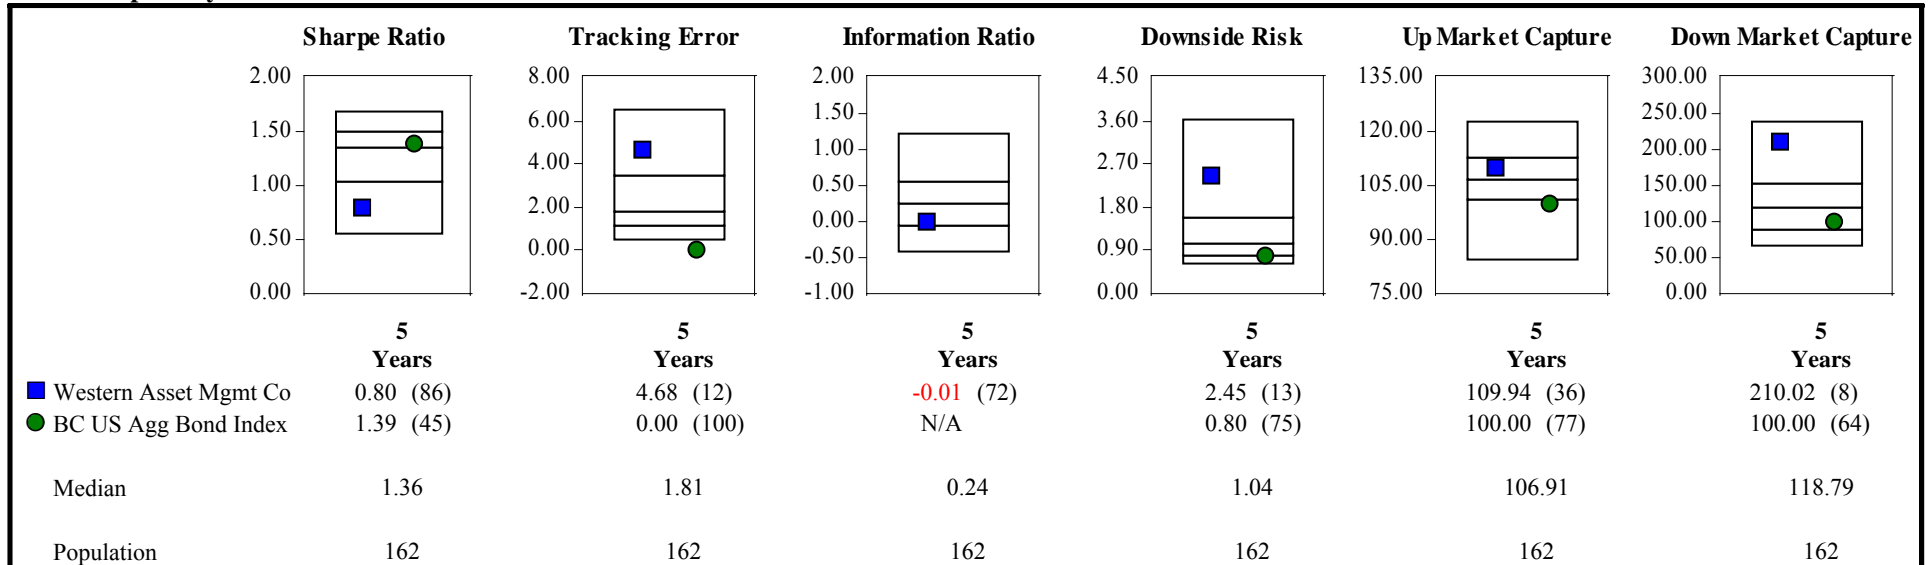 Sharpe Ratio Tracking Error Information Ratio Downside Risk Up Market Capture Down Market Capture
2.00 8.00 2.00 4.50 135.00 300.00
1.50 6.00 1.50 3.60 120.00 250.00
1.00 4.00 1.00 2.70 105.00 200.00
0.50 2.00 0.50 1.80 90.00 150.00
0.00 0.00 0.00 0.90 75.00 100.00
-2.00 -0.50 0.00 50.00
-1.00 0.00
5 5 5 5 5 5
Years Years Years Years Years Years
Western Asset Mgmt Co 0.80 (86) 4.68 (12) -0.01 (72) 2.45 (13) 109.94 (36) 210.02 (8)
BC US Agg Bond Index 1.39 (45) 0.00 (100) N/A 0.80 (75) 100.00 (77) 100.00 (64)
Median 1.36 1.81 0.24 1.04 106.91 118.79
Population 162 162 162 162 162 162